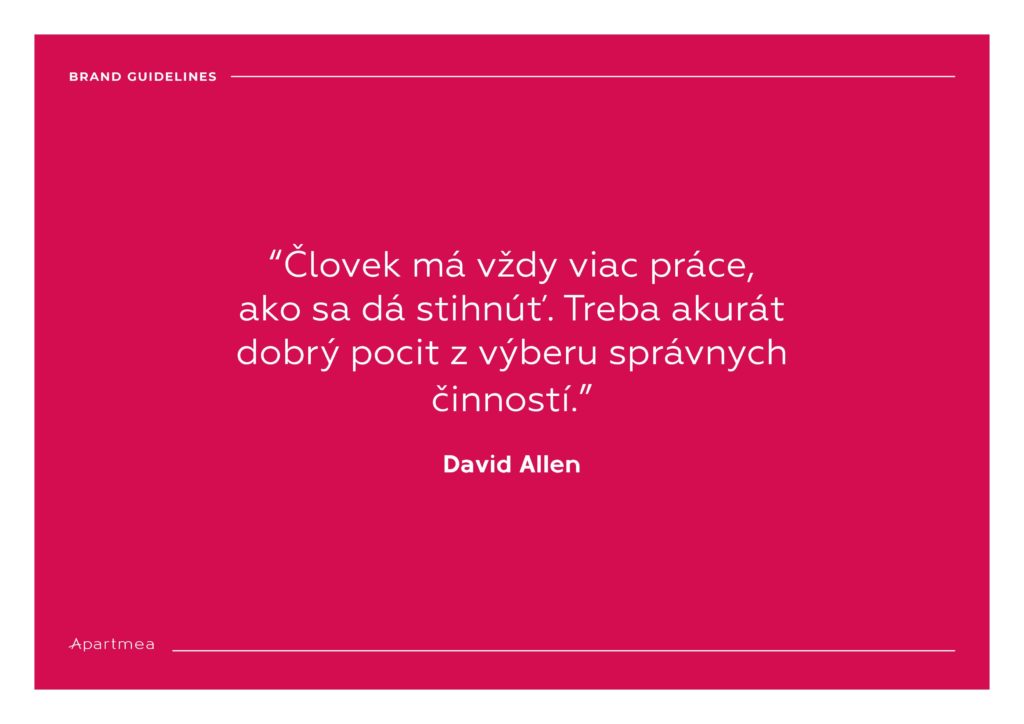 BRAND GUIDELINES
“Človek má vždy viac práce,
ako sa dá stihnúť. Treba akurát
dobrý pocit z výberu správnych
činností.”
David Allen
Apartmea